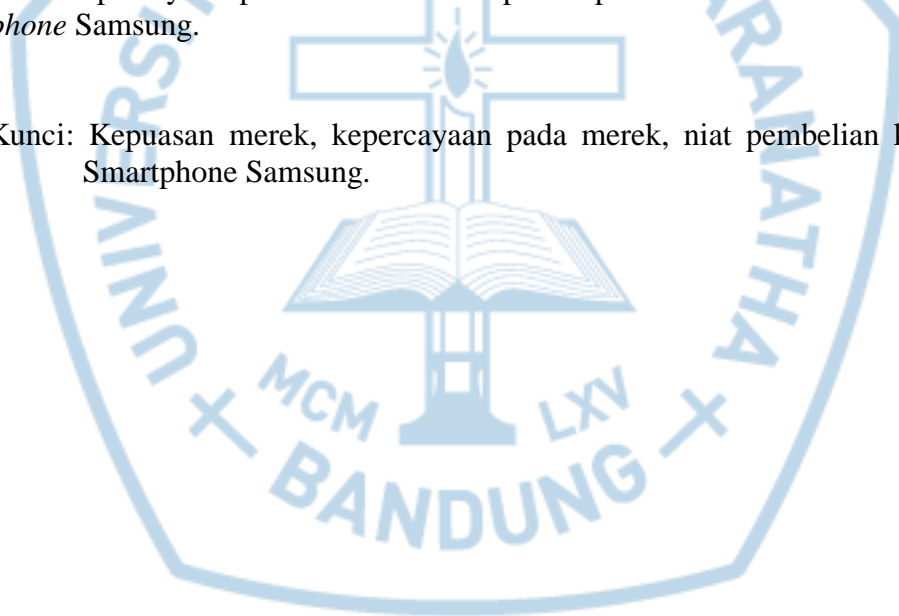 phone Samsung.
Kunci: Kepuasan merek, kepercayaan pada merek, niat pembelian
Smartphone Samsung.
MCM LXV
BANDUNG